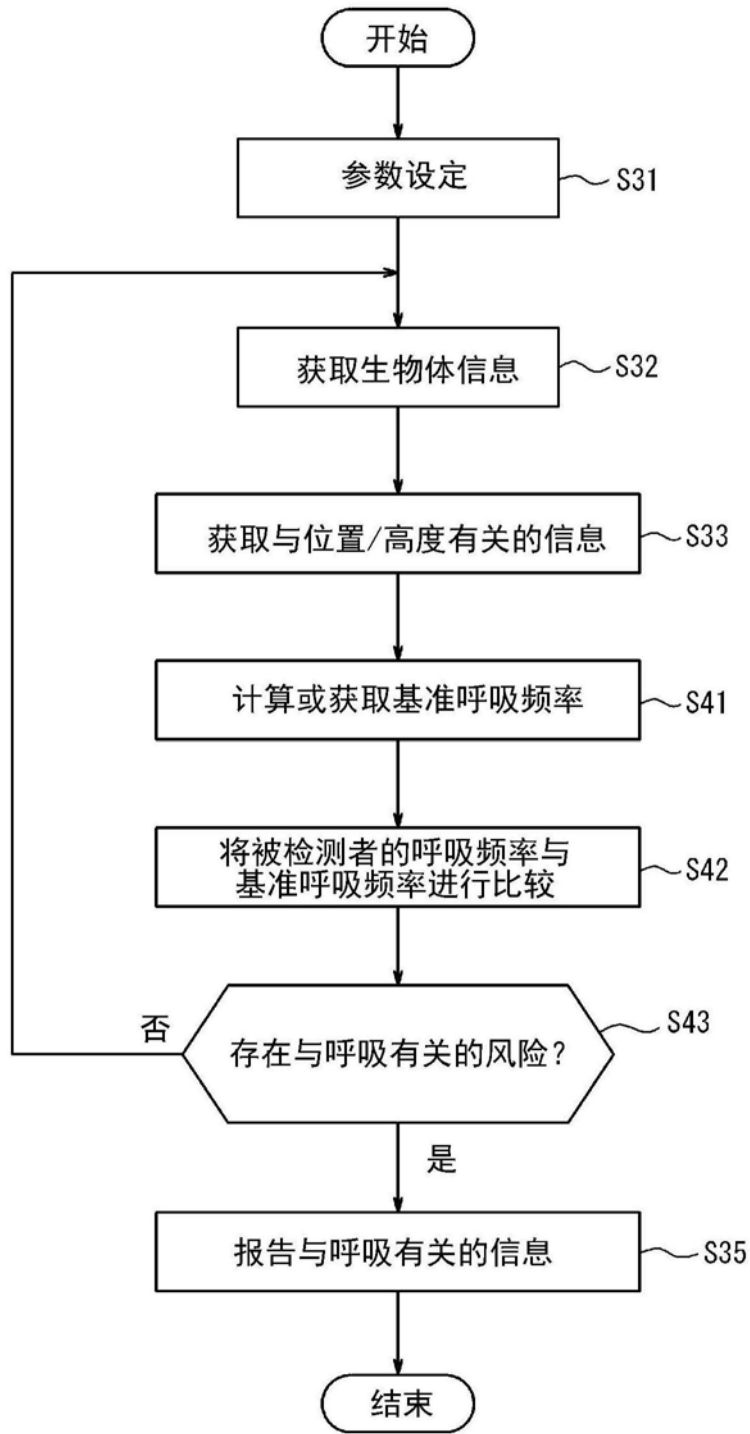 开始
参数设定
S31
获取生物体信息
S32
获取与位置/高度有关的信息
S33
计算或获取基准呼吸频率
S41
将被检测者的呼吸频率与
基准呼吸频率进行比较
S42
存在与呼吸有关的风险?
S43
否
是
报告与呼吸有关的信息
S35
结束